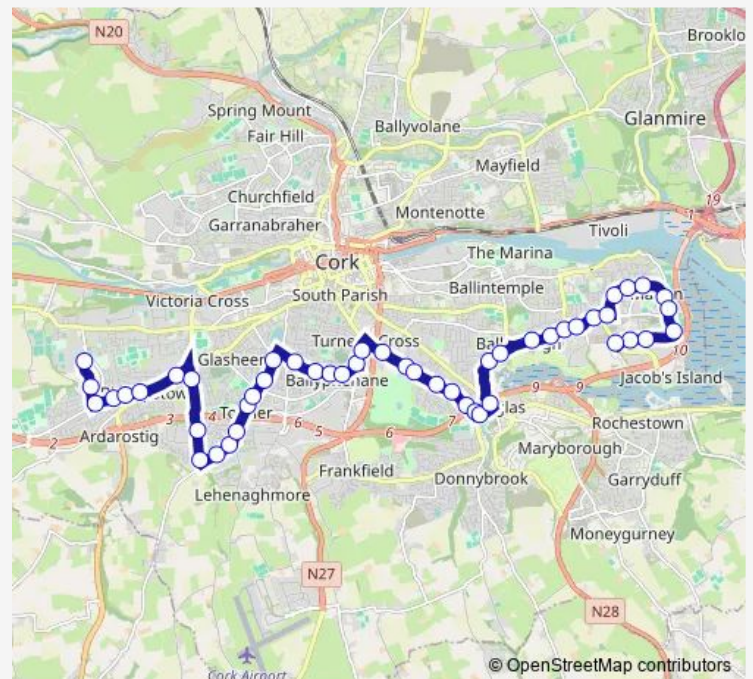 N20
Brooklo
Spring Mount
Ballyvolane
Glanmire
Fair Hill
Mayfield
Churchfield
Montenotte
19
Garranabraher
1
Tivoli
Cork
The Marina
Ballintemple
Victoria Cross
South Parish
Glasheen
Cross
10
Jacob's Island
9
9
Ardarostig
3
4
2
6
5
6
7
Rochestown
Maryborough
Frankfield
Donnybrook
Garryduff
Lehenaghmore
Moneygurney
N27
N28
Cork Airport
© OpenStreetMap contributors